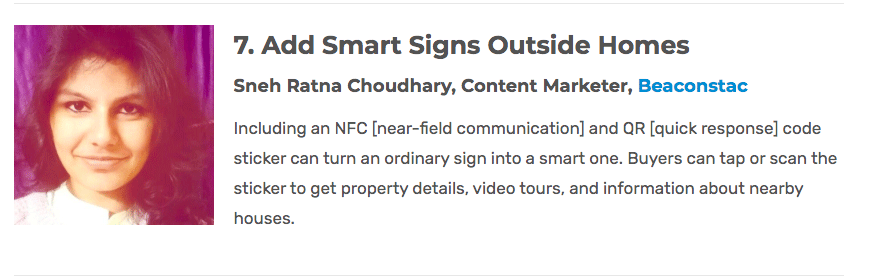 7. Add Smart Signs Outside Homes
Sneh Ratna Choudhary, Content Marketer, Beaconstac
Including an NFC [near-field communication] and QR [quick response] code
sticker can turn an ordinary sign into a smart one. Buyers can tap or scan the
sticker to get property details, video tours, and information about nearby
houses.